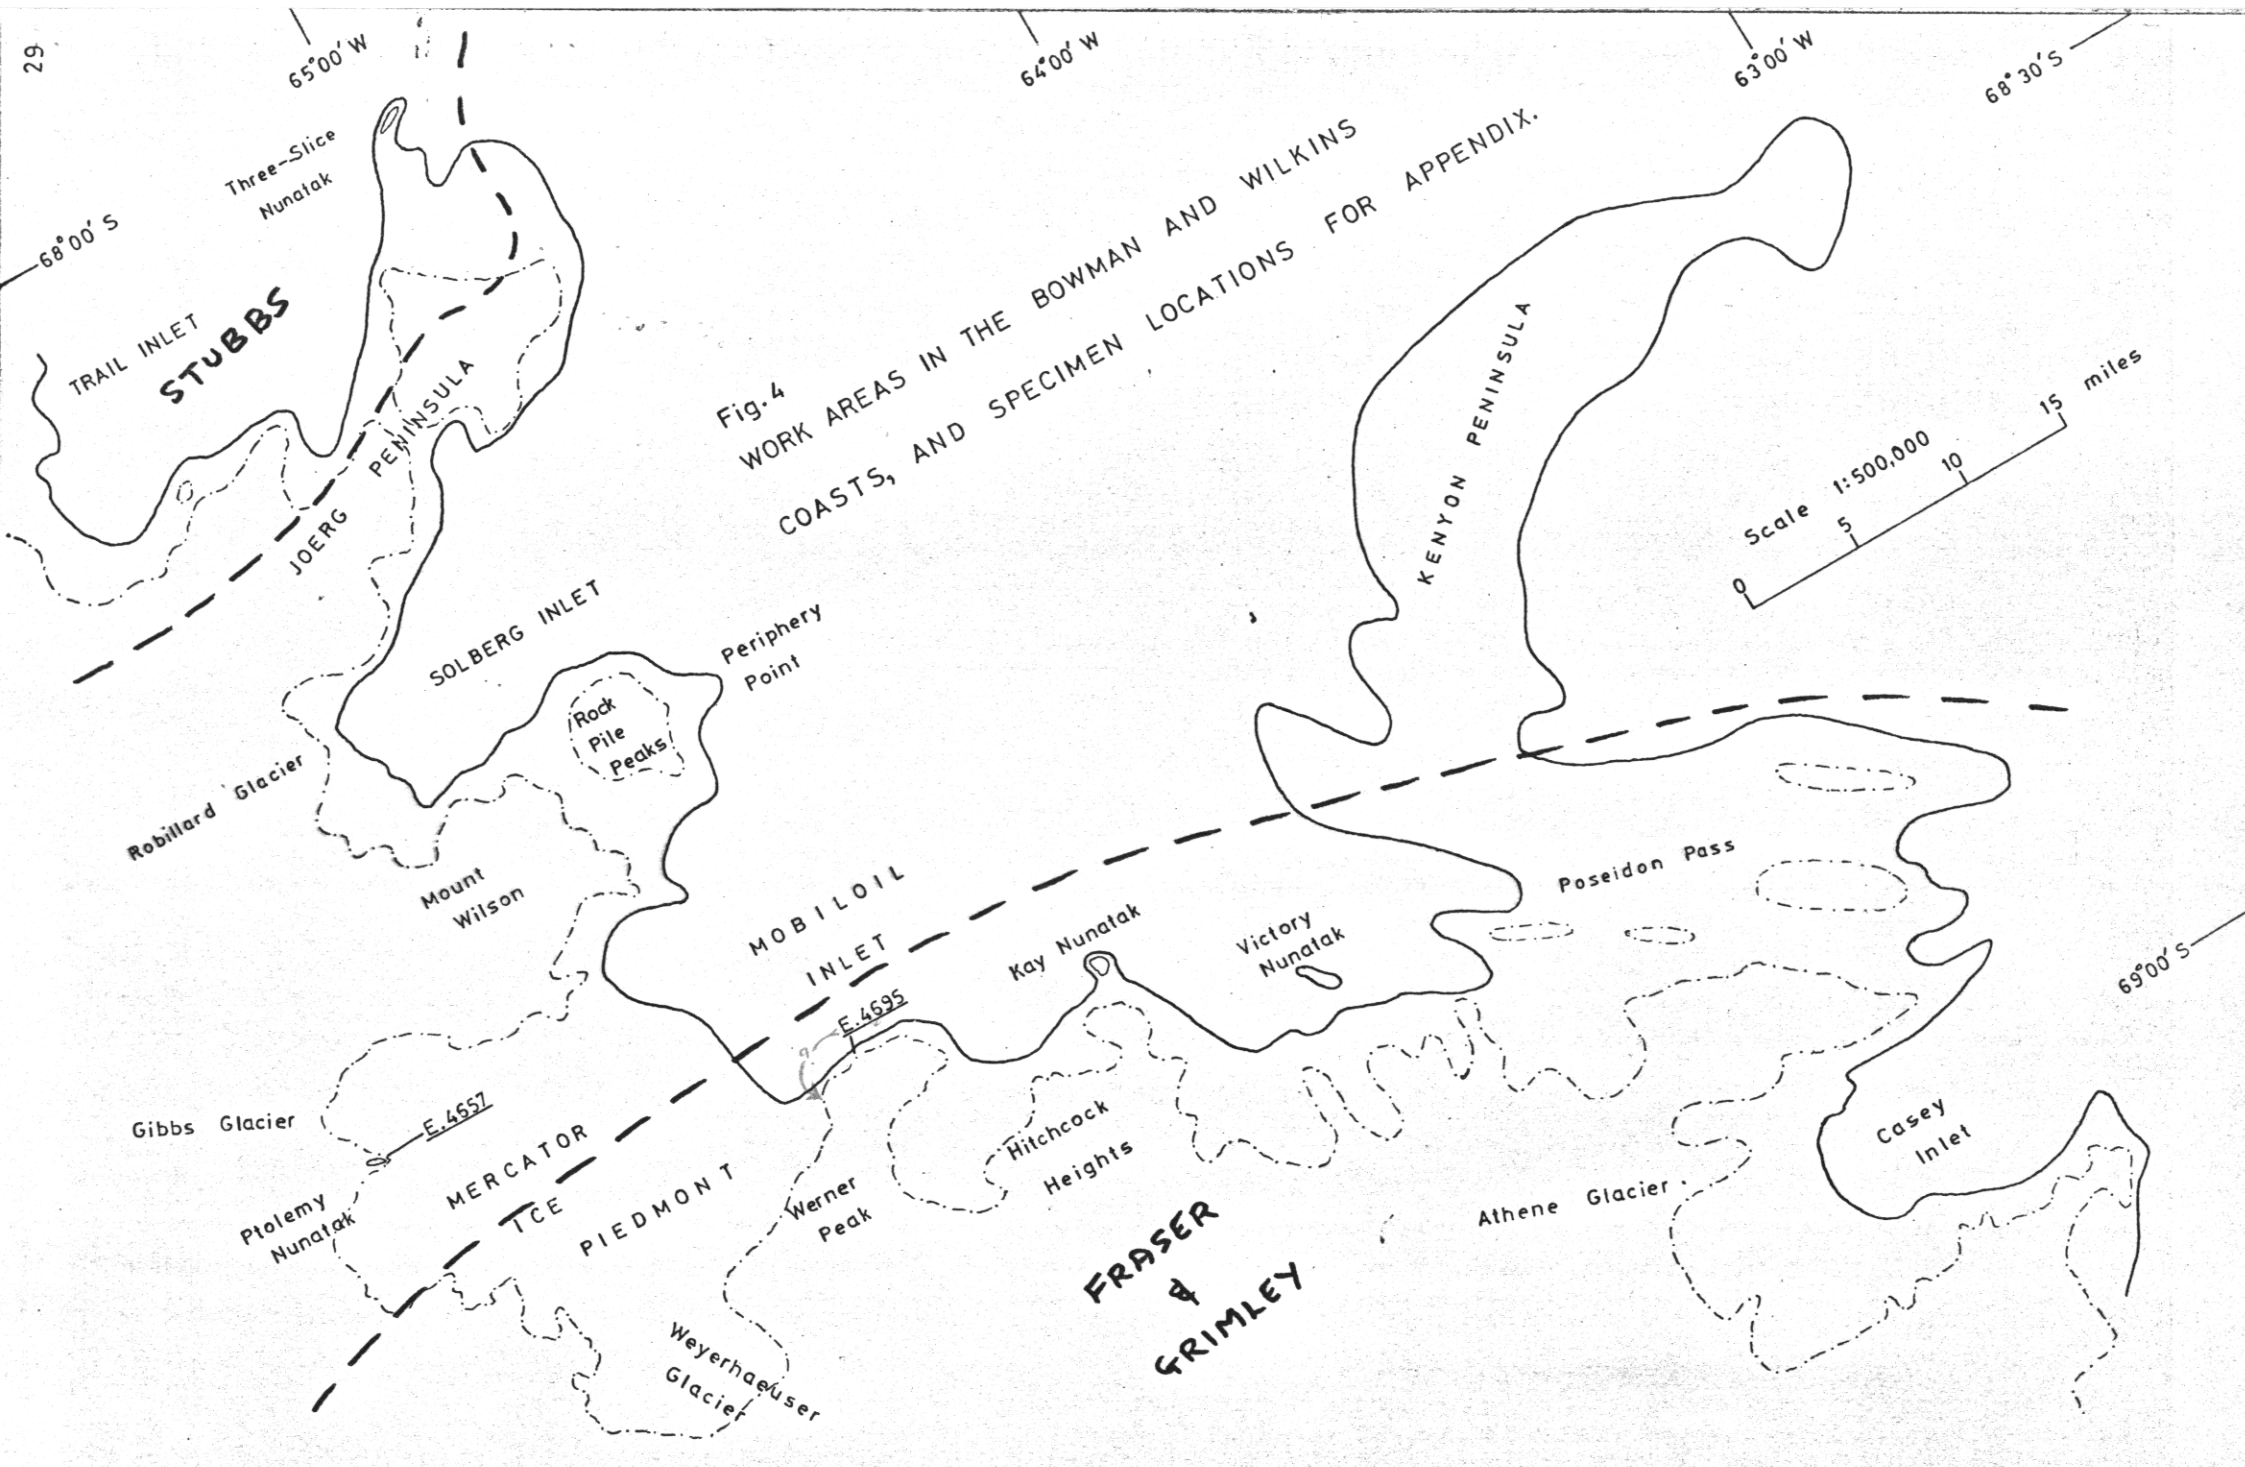 29
65°00' W
64°00' W
63°00' W
68°30' S
Three-Slice
Nunatak
68°00' S
TRAIL INLET
STUBBS
JOERG PENINSULA
Fig.4
WORK AREAS IN THE BOWMAN AND WILKINS
COASTS, AND SPECIMEN LOCATIONS FOR APPENDIX.
KENYON PENINSULA
Scale 1:500,000
0 5 10 15 miles
SOLBERG INLET
Periphery
Point
Rock
Pile
Peaks
Robillard Glacier
Mount
Wilson
MOBILOIL
INLET
E.4695
Kay Nunatak
Victory
Nunatak
Poseidon Pass
69°00' S
Gibbs Glacier
E.4657
Ptolemy
Nunatak
MERCATOR
ICE
PIEDMONT
Werner
Peak
Hitchcock
Heights
Weyerhaeuser
Glacier
FRASER
&
GRIMLEY
Athene Glacier
Casey
Inlet